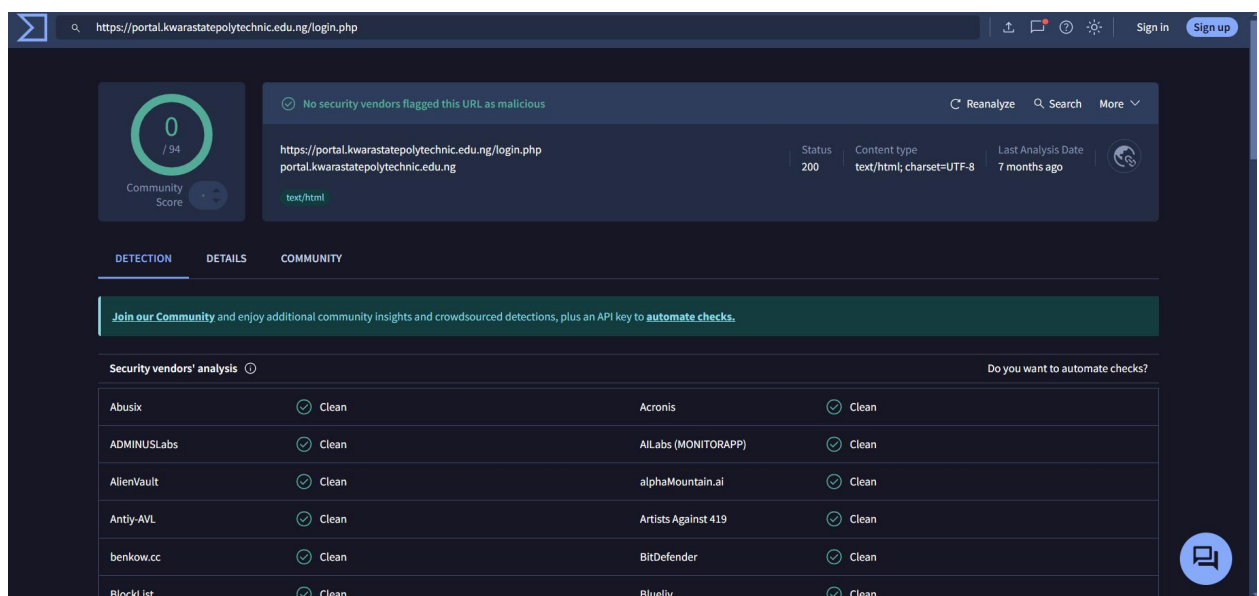 https://portal.kwarastatepolytechnic.edu.ng/login.php
Sign in
Sign up
0
/ 94
Community
Score
-
No security vendors flagged this URL as malicious
Reanalyze
Search
More
https://portal.kwarastatepolytechnic.edu.ng/login.php
portal.kwarastatepolytechnic.edu.ng
text/html
Status
200
Content type
text/html; charset=UTF-8
Last Analysis Date
7 months ago
DETECTION
DETAILS
COMMUNITY
Join our Community and enjoy additional community insights and crowdsourced detections, plus an API key to automate checks.
Security vendors' analysis
Do you want to automate checks?
Abusix Clean Acronis Clean
ADMINUSLabs Clean AILabs (MONITORAPP) Clean
AlienVault Clean alphaMountain.ai Clean
Antiy-AVL Clean Artists Against 419 Clean
benkow.cc Clean BitDefender Clean
BlockList Clean Blueliv Clean